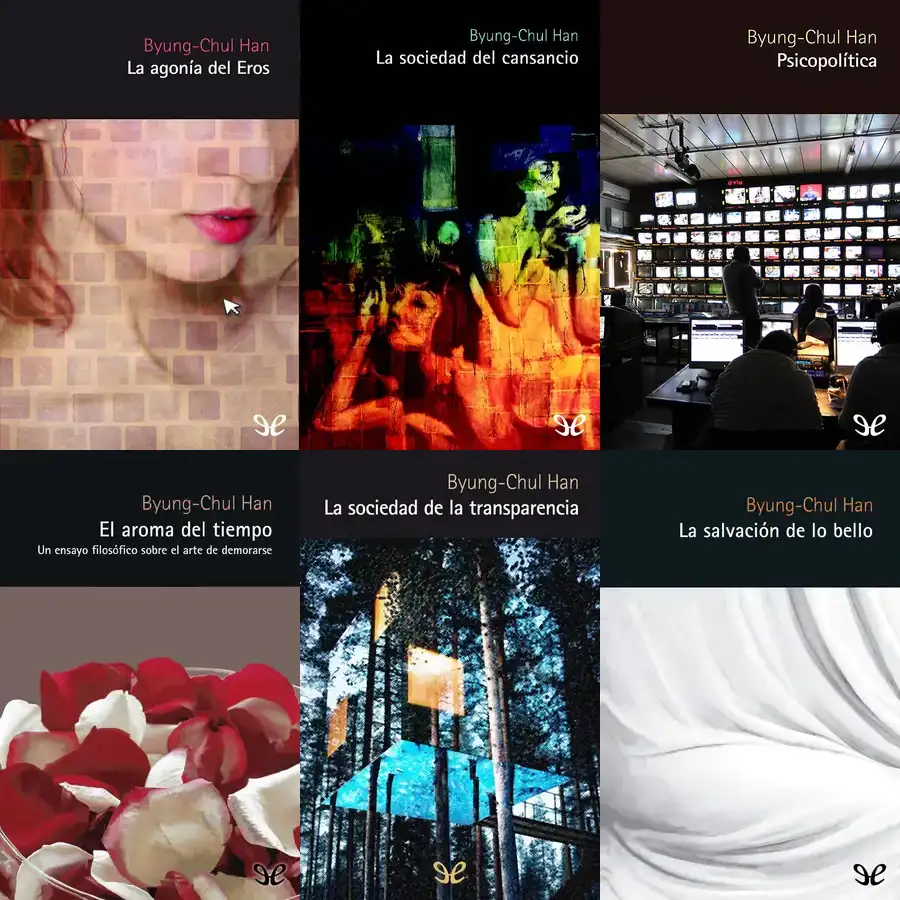 Byung-Chul Han
La agonía del Eros
Byung-Chul Han
La sociedad del cansancio
Byung-Chul Han
Psicopolítica
Byung-Chul Han
El aroma del tiempo
Un ensayo filosófico sobre el arte de demorarse
Byung-Chul Han
La sociedad de la transparencia
Byung-Chul Han
La salvación de lo bello